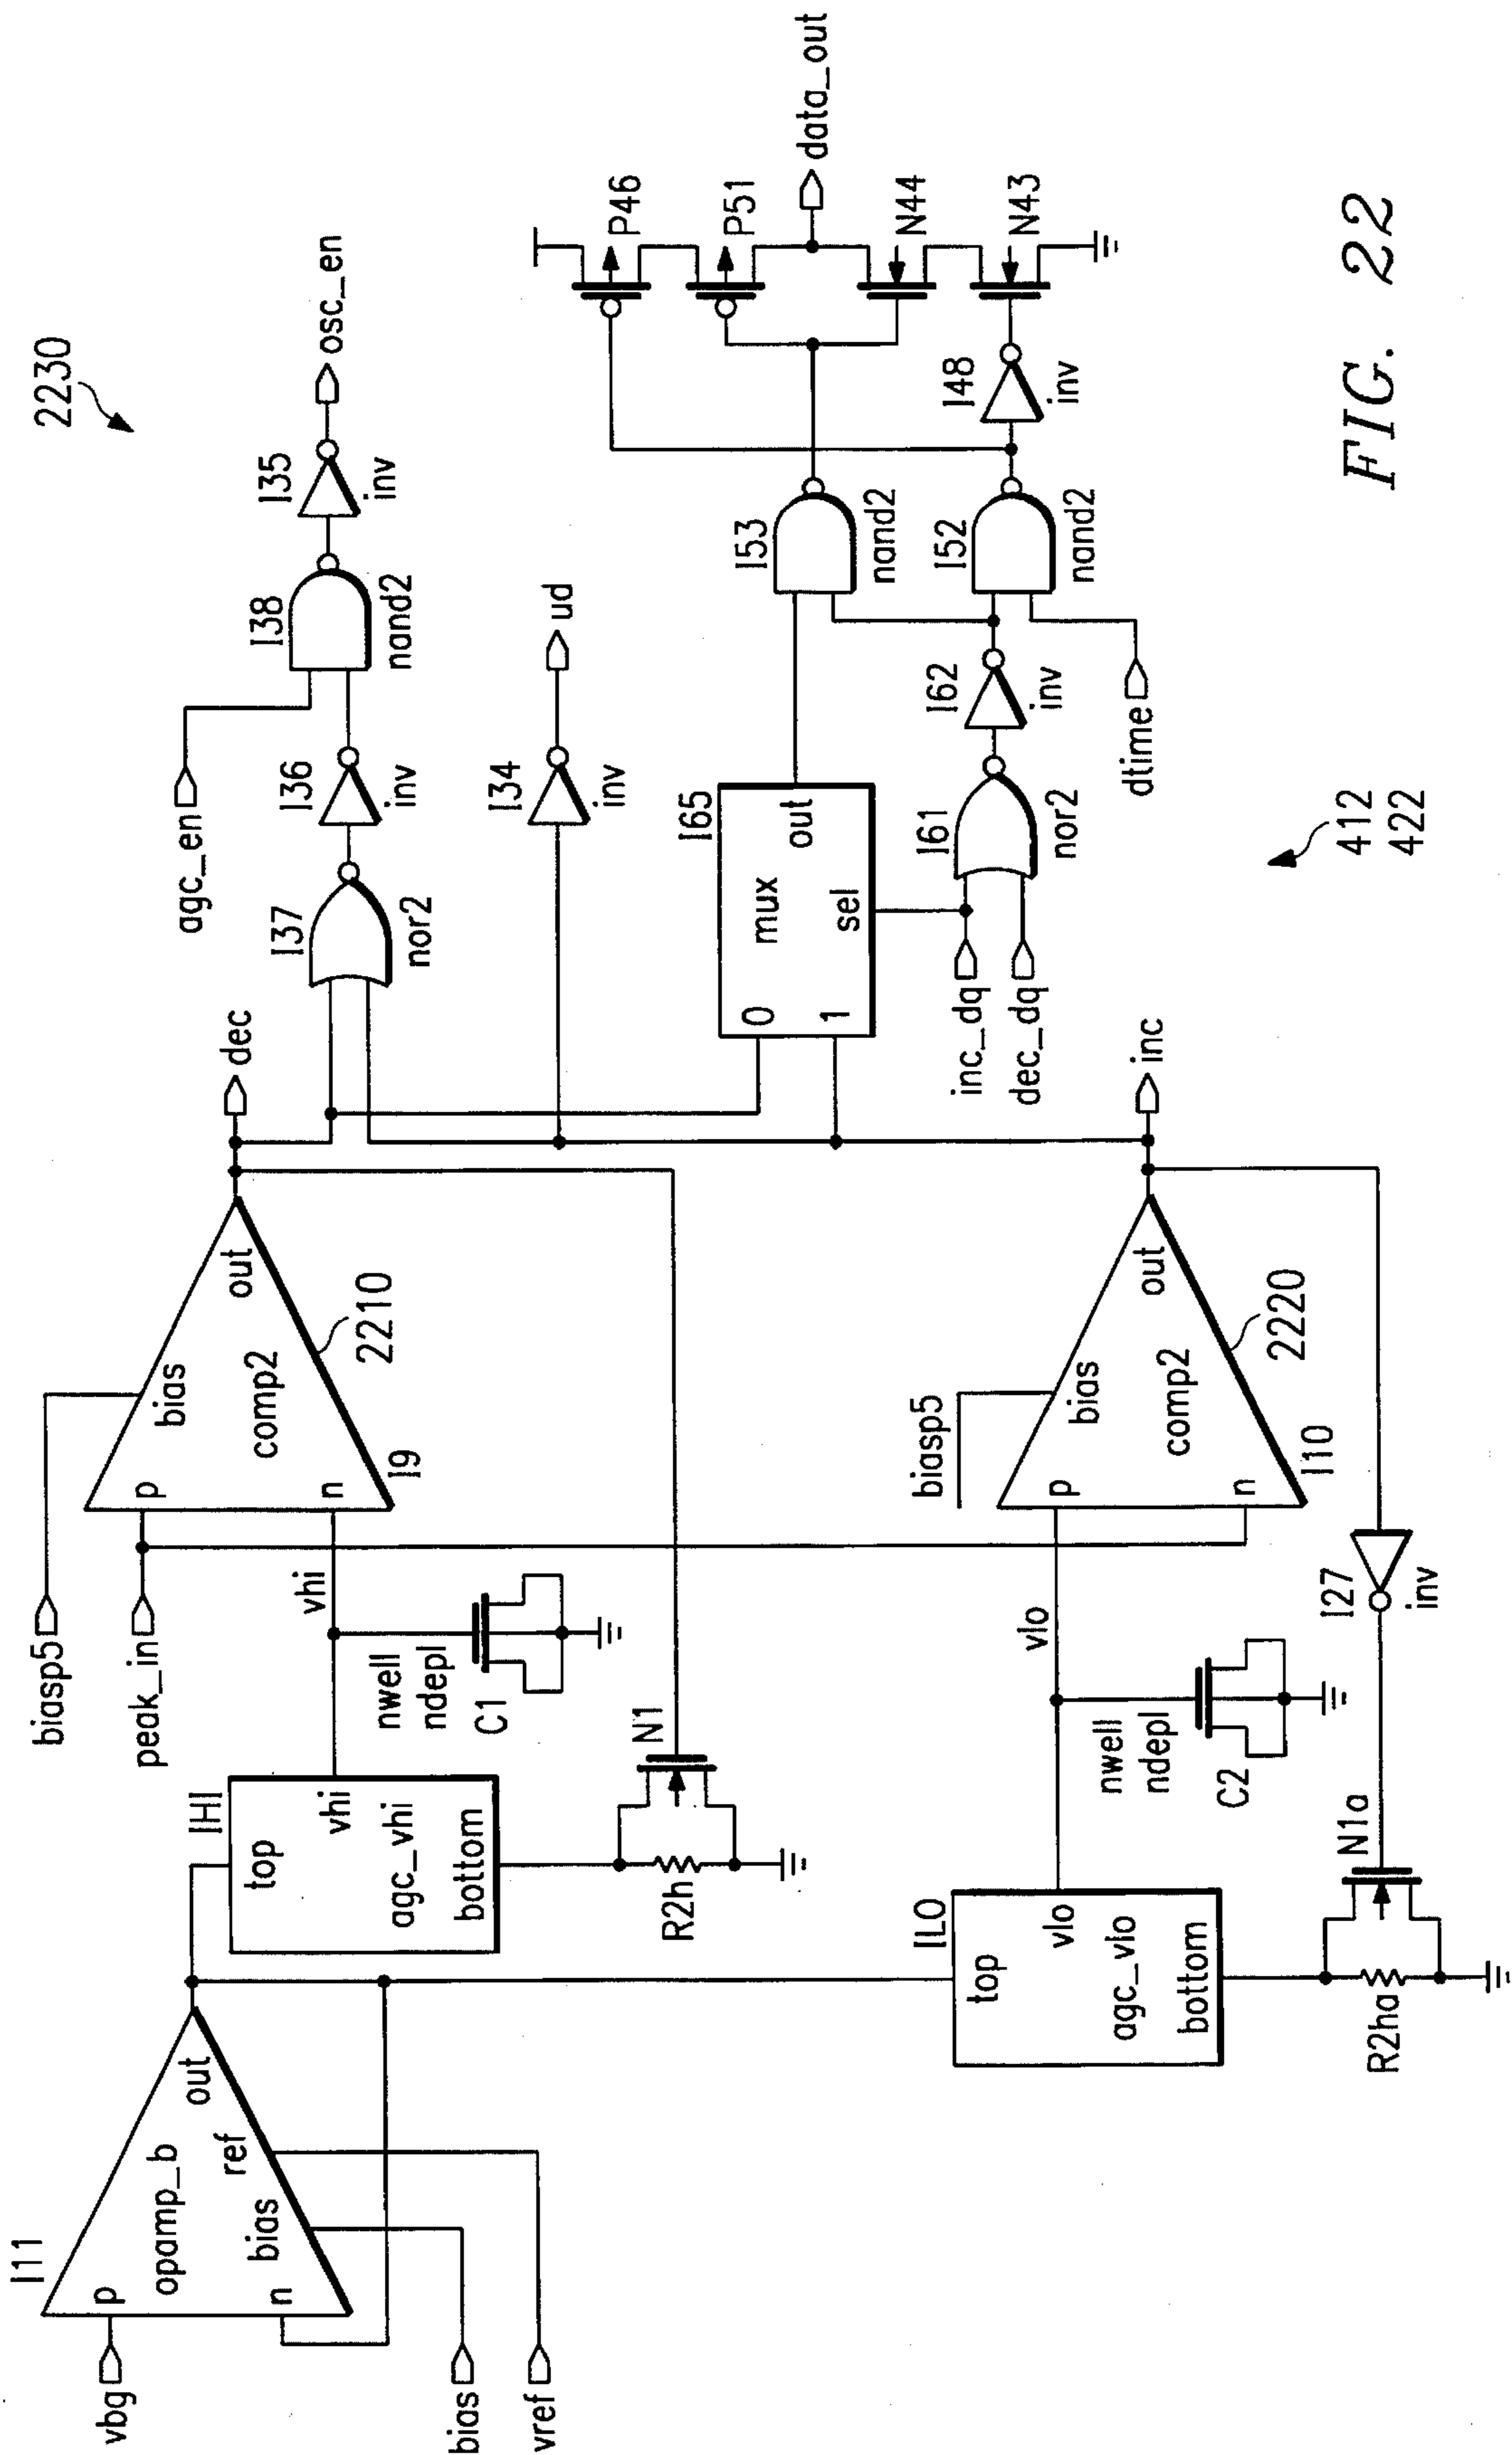 2230
I11
opamp_b
p
n
out
ref
bias
vbg
bias
vref
IHI
top
vhi
agc_vhi
bottom
R2h
N1
vhi
nwell
ndepl
C1
biasp5
peak_in
bias
p
comp2
n
out
I9
2210
dec
agc_en
I37
nor2
I36
inv
I38
nand2
I35
inv
osc_en
I34
inv
ud
ILO
top
vlo
agc_vlo
bottom
R2ha
N1a
vlo
nwell
ndepl
C2
I27
inv
biasp5
bias
p
comp2
n
out
I10
2220
inc
0
1
mux
out
sel
I65
inc_dq
dec_dq
I61
nor2
I62
inv
dtime
I53
nand2
I52
nand2
I48
inv
P46
P51
N44
N43
data_out
412
422
FIG. 22